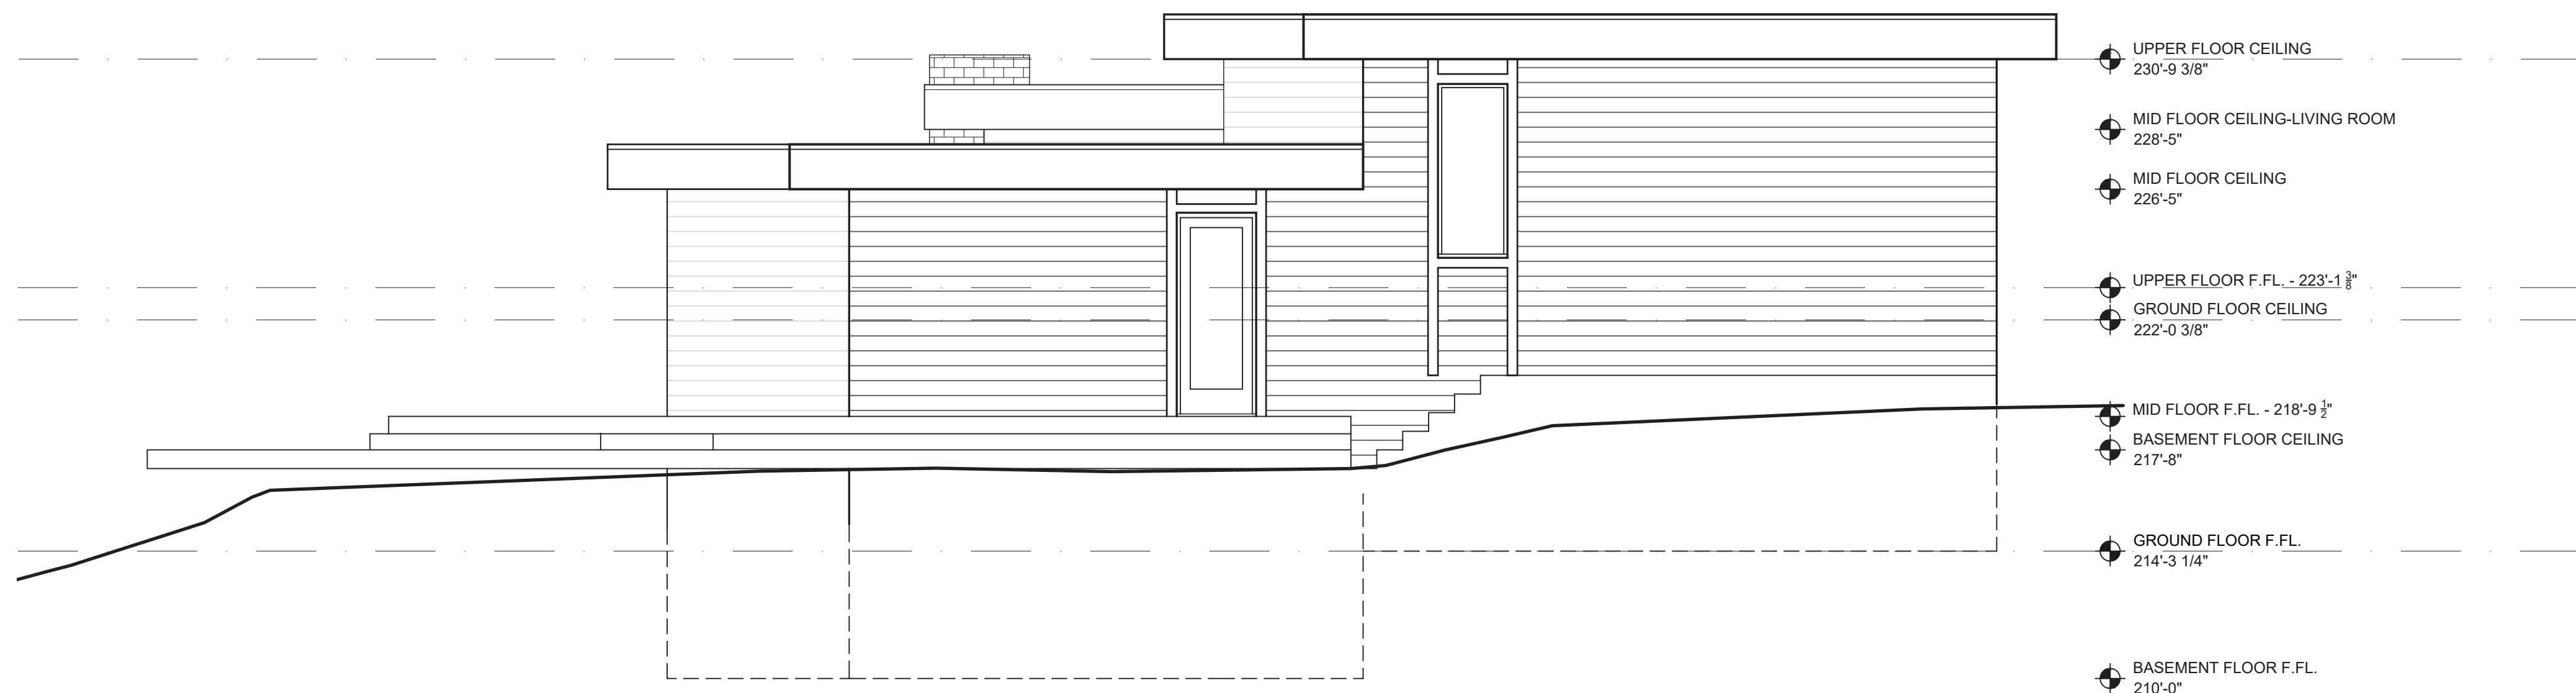 UPPER FLOOR CEILING
230'-9 3/8"
MID FLOOR CEILING-LIVING ROOM
228'-5"
MID FLOOR CEILING
226'-5"
UPPER FLOOR F.FL. - 223'-1 3/8"
GROUND FLOOR CEILING
222'-0 3/8"
MID FLOOR F.FL. - 218'-9 1/2"
BASEMENT FLOOR CEILING
217'-8"
GROUND FLOOR F.FL.
214'-3 1/4"
BASEMENT FLOOR F.FL.
210'-0"